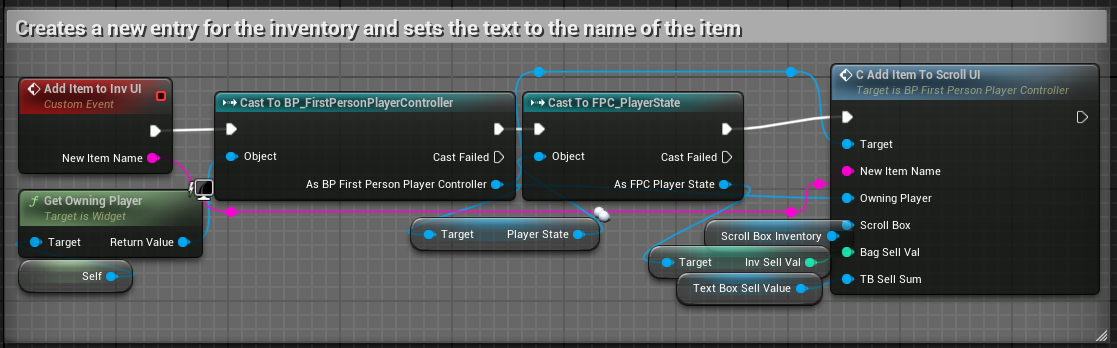 Creates a new entry for the inventory and sets the text to the name of the item
Add Item to Inv UI
Custom Event
New Item Name
Get Owning Player
Target is Widget
Target Return Value
Self
Cast To BP_FirstPersonPlayerController
Object
Cast Failed
As BP First Person Player Controller
Cast To FPC_PlayerState
Object
Cast Failed
As FPC Player State
Target Player State
Scroll Box Inventory
Target Inv Sell Val
Text Box Sell Value
C Add Item To Scroll UI
Target is BP First Person Player Controller
Target
New Item Name
Owning Player
Scroll Box
Bag Sell Val
TB Sell Sum